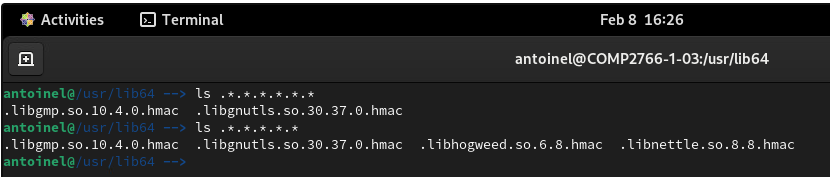 Activities Terminal Feb 8 16:26
antoinel@COMP2766-1-03:/usr/lib64
antoinel@/usr/lib64 --> ls .*.*.*.*.*.*
.libgmp.so.10.4.0.hmac .libgnutls.so.30.37.0.hmac
antoinel@/usr/lib64 --> ls .*.*.*.*.*
.libgmp.so.10.4.0.hmac .libgnutls.so.30.37.0.hmac .libhogweed.so.6.8.hmac .libnettle.so.8.8.hmac
antoinel@/usr/lib64 -->